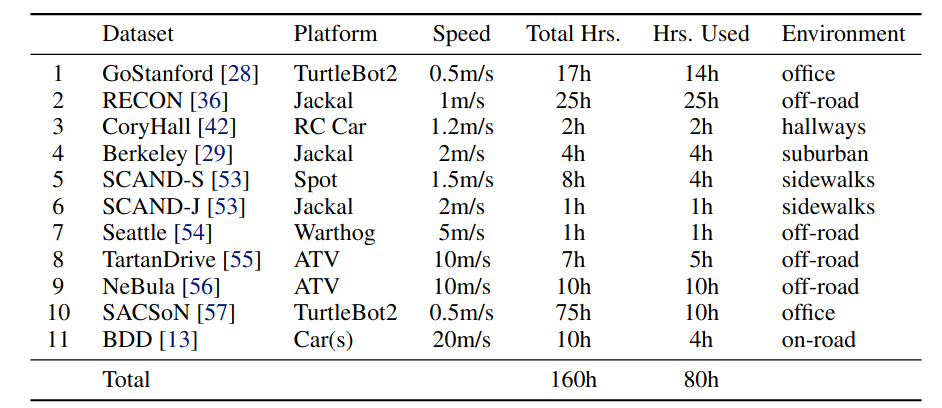 Dataset Platform Speed Total Hrs. Hrs. Used Environment
1 GoStanford [28] TurtleBot2 0.5m/s 17h 14h office
2 RECON [36] Jackal 1m/s 25h 25h off-road
3 CoryHall [42] RC Car 1.2m/s 2h 2h hallways
4 Berkeley [29] Jackal 2m/s 4h 4h suburban
5 SCAND-S [53] Spot 1.5m/s 8h 4h sidewalks
6 SCAND-J [53] Jackal 2m/s 1h 1h sidewalks
7 Seattle [54] Warthog 5m/s 1h 1h off-road
8 TartanDrive [55] ATV 10m/s 7h 5h off-road
9 NeBula [56] ATV 10m/s 10h 10h off-road
10 SACSoN [57] TurtleBot2 0.5m/s 75h 10h office
11 BDD [13] Car(s) 20m/s 10h 4h on-road
Total 160h 80h